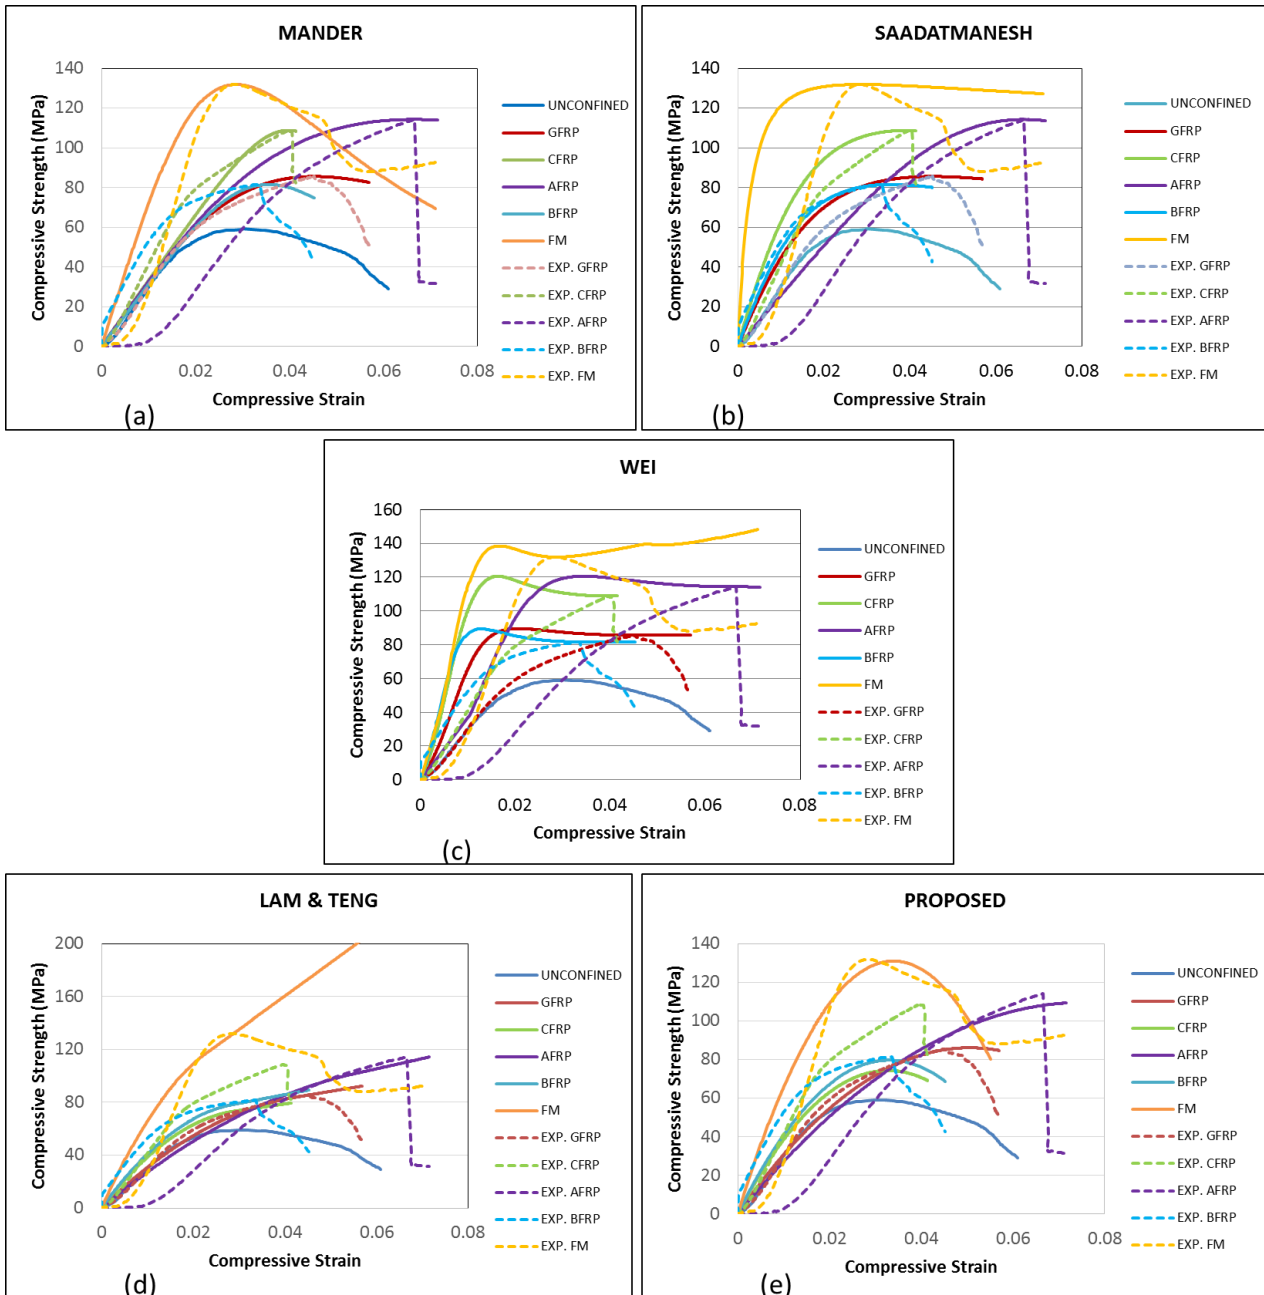 MANDER
Compressive Strength (MPa)
140
120
100
80
60
40
20
0
0
0.02
0.04
0.06
0.08
Compressive Strain
(a)
UNCONFINED
GFRP
CFRP
AFRP
BFRP
FM
EXP. GFRP
EXP. CFRP
EXP. AFRP
EXP. BFRP
EXP. FM
SAADATMANESH
Compressive Strength (MPa)
140
120
100
80
60
40
20
0
0
0.02
0.04
0.06
0.08
Compressive Strain
(b)
UNCONFINED
GFRP
CFRP
AFRP
BFRP
FM
EXP. GFRP
EXP. CFRP
EXP. AFRP
EXP. BFRP
EXP. FM
WEI
Compressive Strength (MPa)
160
140
120
100
80
60
40
20
0
0
0.02
0.04
0.06
0.08
Compressive Strain
(c)
UNCONFINED
GFRP
CFRP
AFRP
BFRP
FM
EXP. GFRP
EXP. CFRP
EXP. AFRP
EXP. BFRP
EXP. FM
LAM & TENG
Compressive Strength (MPa)
200
160
120
80
40
0
0
0.02
0.04
0.06
0.08
Compressive Strain
(d)
UNCONFINED
GFRP
CFRP
AFRP
BFRP
FM
EXP. GFRP
EXP. CFRP
EXP. AFRP
EXP. BFRP
EXP. FM
PROPOSED
Compressive Strength (MPa)
140
120
100
80
60
40
20
0
0
0.02
0.04
0.06
0.08
Compressive Strain
(e)
UNCONFINED
GFRP
CFRP
AFRP
BFRP
FM
EXP. GFRP
EXP. CFRP
EXP. AFRP
EXP. BFRP
EXP. FM